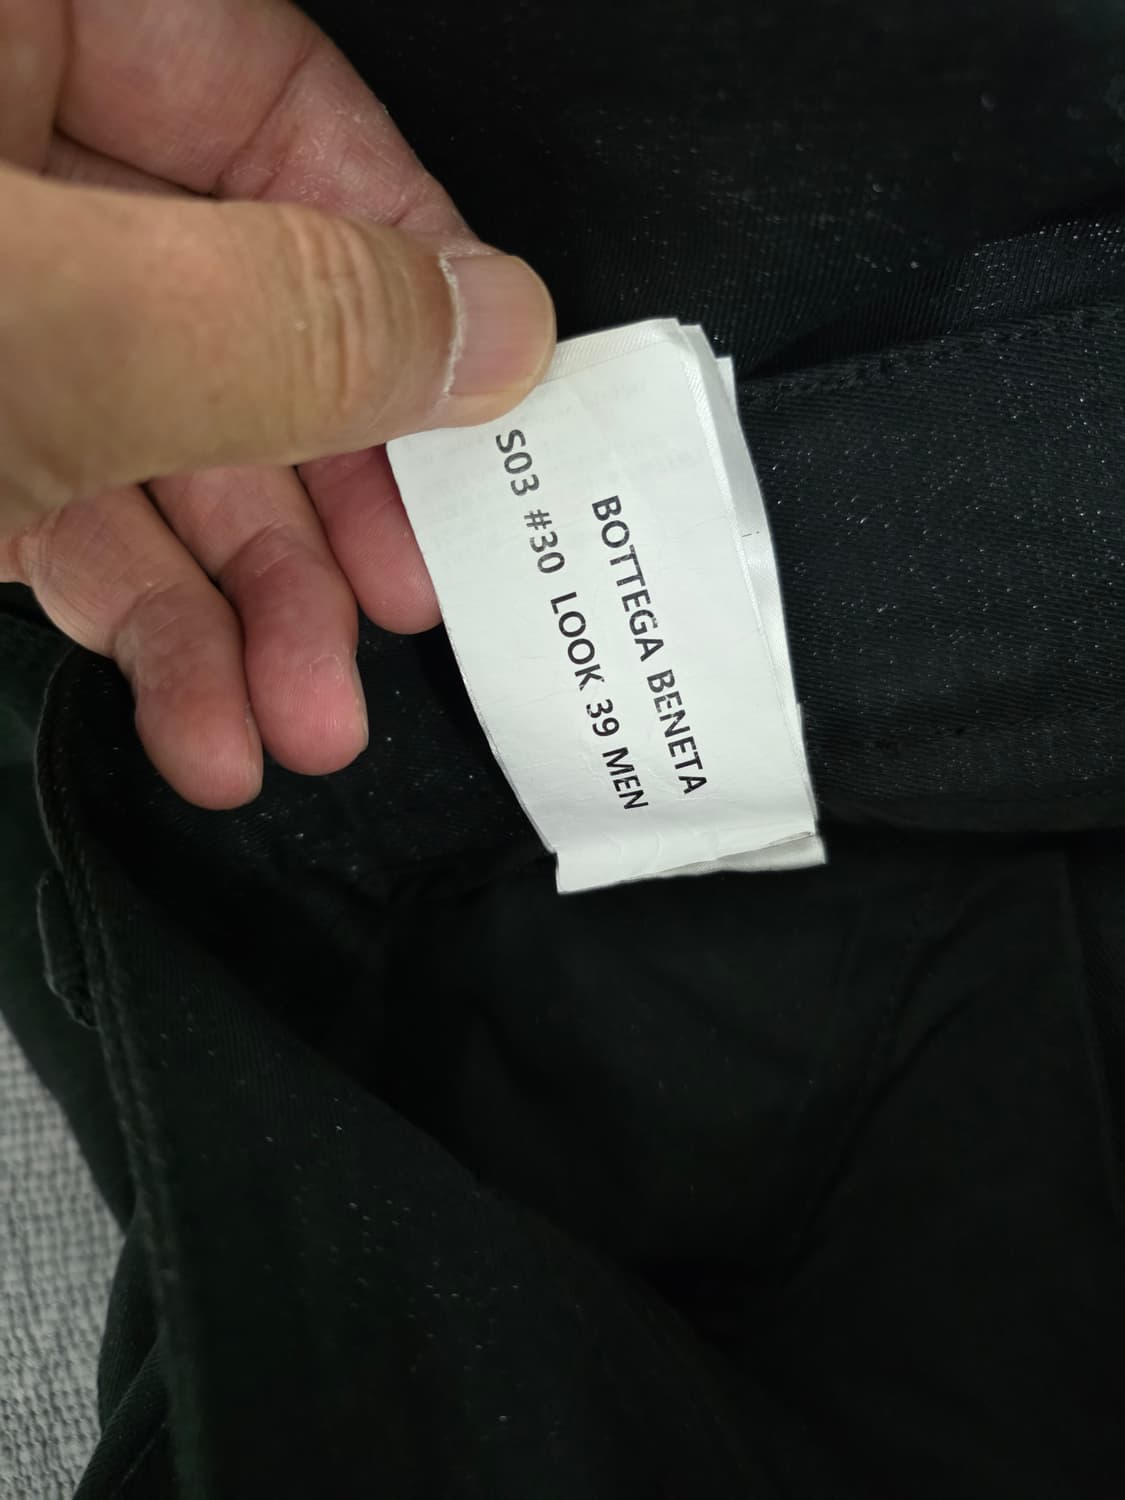 BOTTEGA BENETA
S03 #30 LOOK 39 MEN